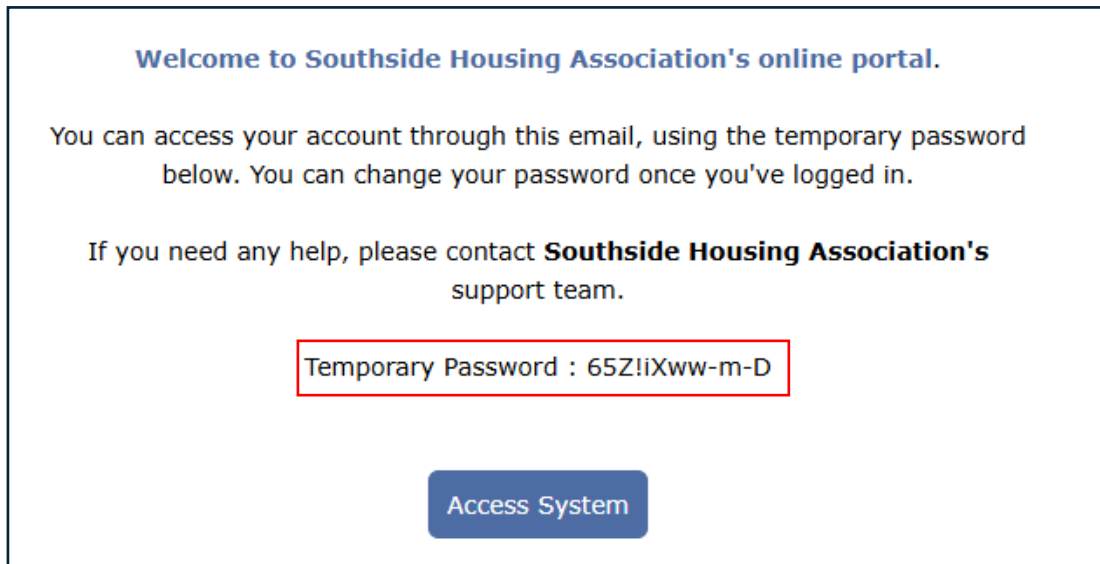 Welcome to Southside Housing Association's online portal.
You can access your account through this email, using the temporary password
below. You can change your password once you've logged in.
If you need any help, please contact Southside Housing Association's
support team.
Temporary Password : 65Z!iXww-m-D
Access System